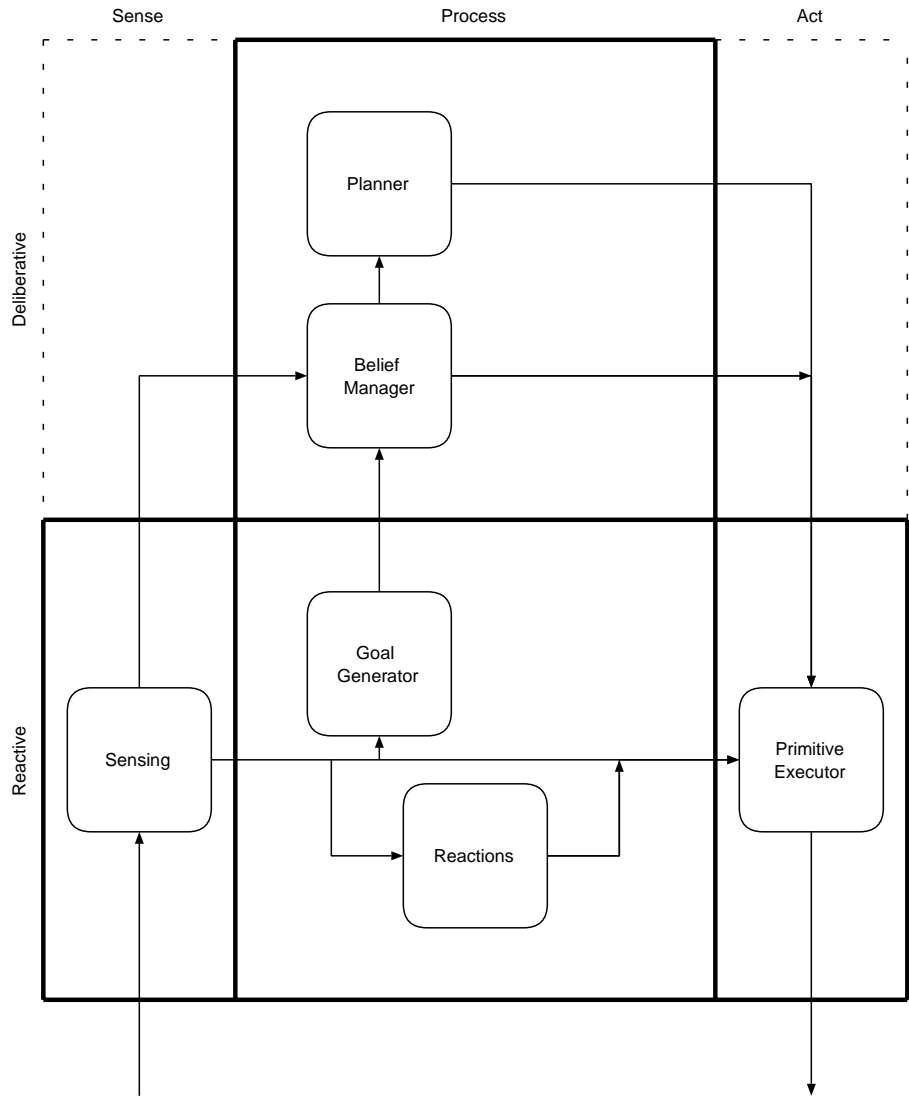 Sense
Process
Act
Deliberative
Planner
Belief
Manager
Reactive
Goal
Generator
Sensing
Primitive
Executor
Reactions